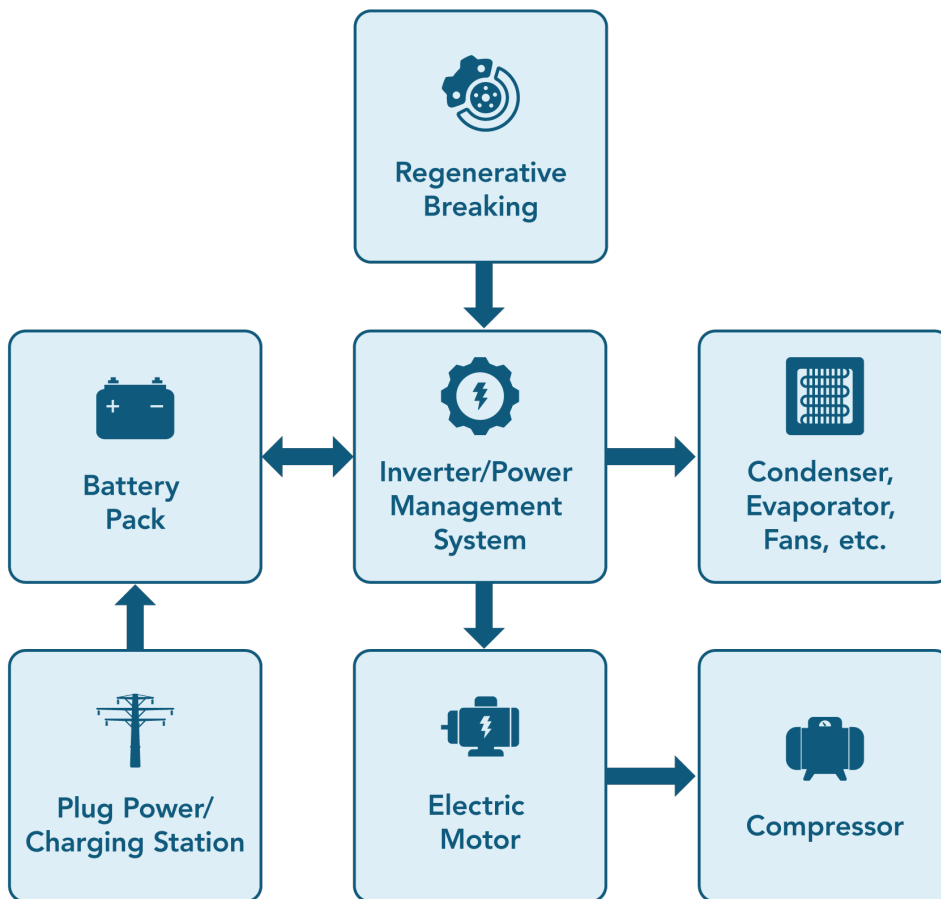 Regenerative
Breaking
Battery
Pack
Inverter/Power
Management
System
Condenser,
Evaporator,
Fans, etc.
Plug Power/
Charging Station
Electric
Motor
Compressor